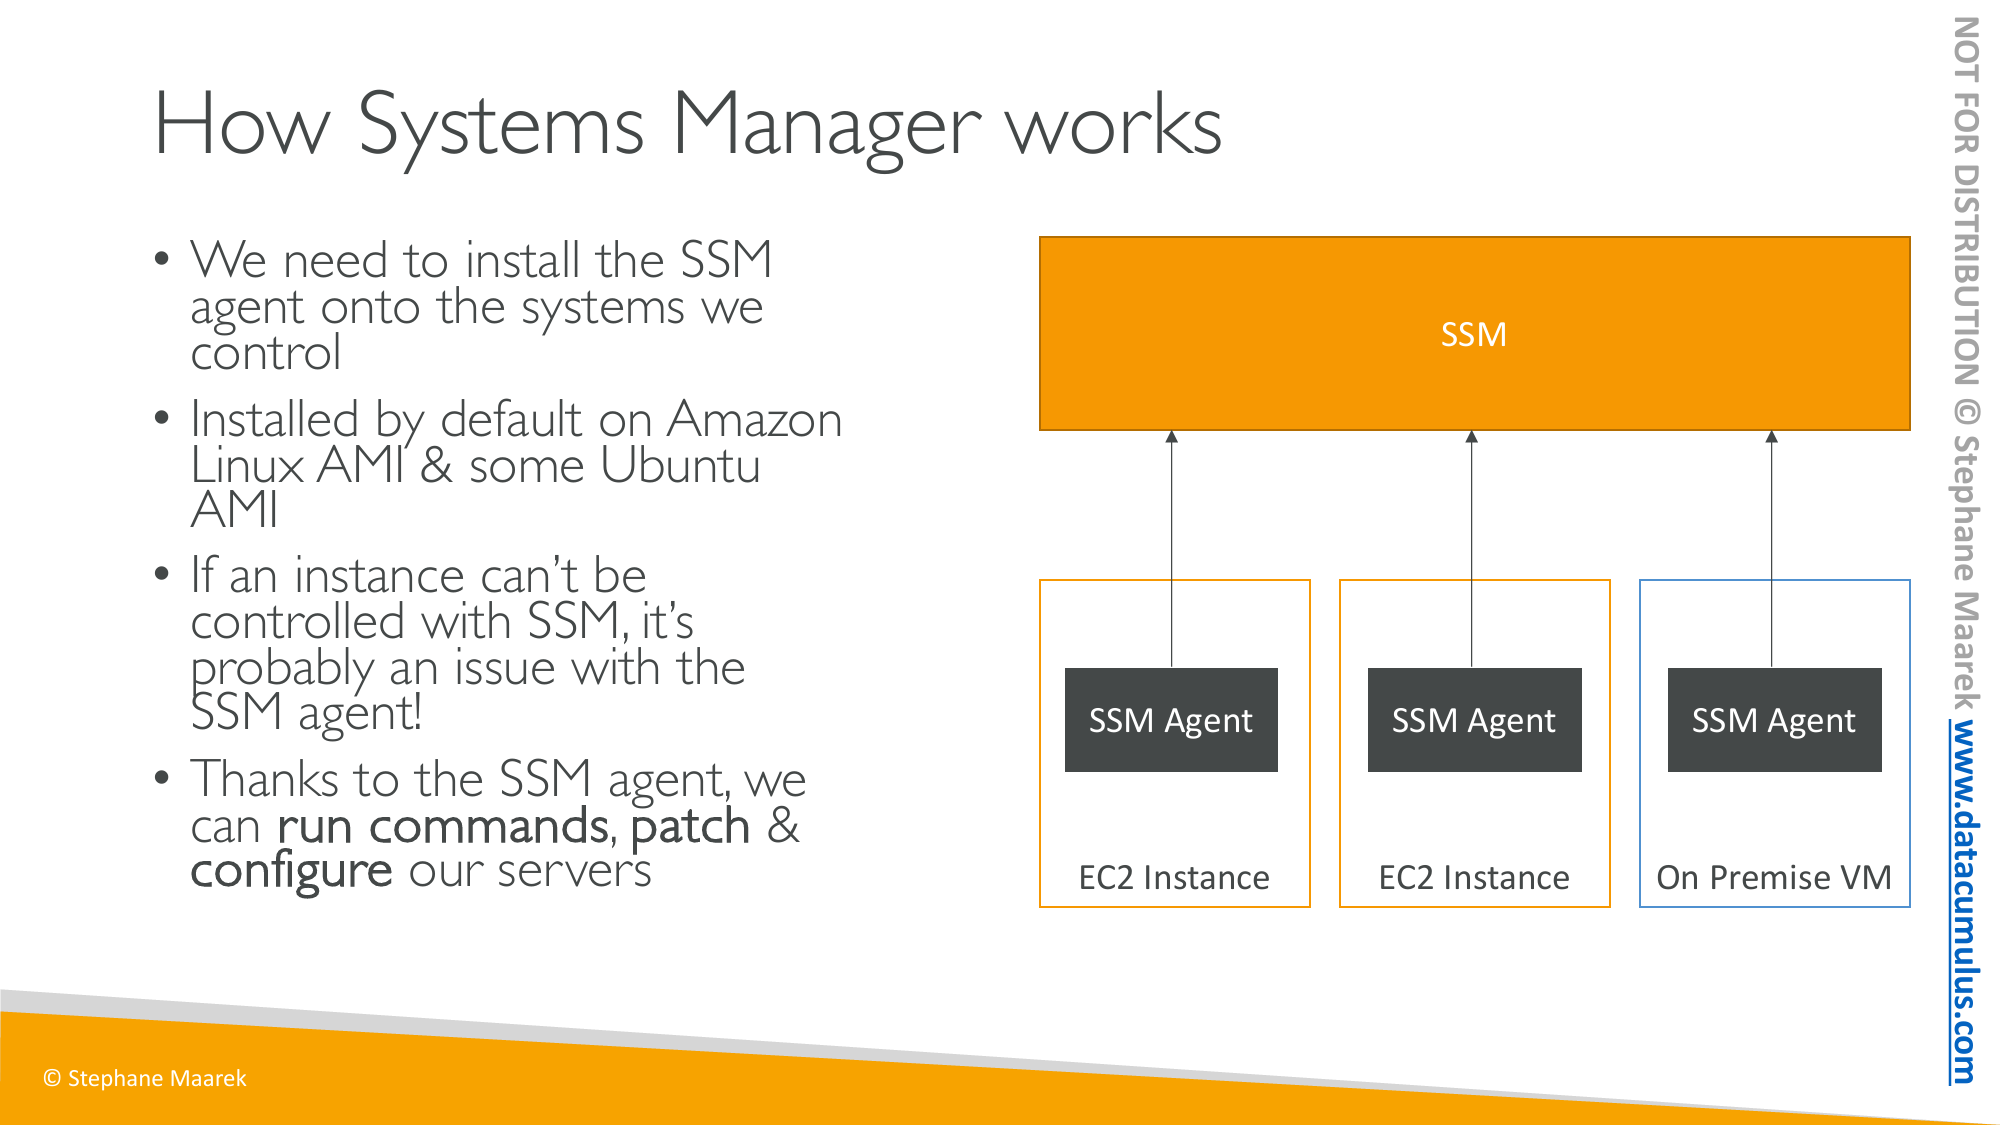 How Systems Manager works
• We need to install the SSM
agent onto the systems we
control
• Installed by default on Amazon
Linux AMI & some Ubuntu
AMI
• If an instance can’t be
controlled with SSM, it’s
probably an issue with the
SSM agent!
• Thanks to the SSM agent, we
can run commands, patch &
configure our servers
SSM
SSM Agent
SSM Agent
SSM Agent
EC2 Instance
EC2 Instance
On Premise VM
© Stephane Maarek
NOT FOR DISTRIBUTION © Stephane Maarek www.datacumulus.com